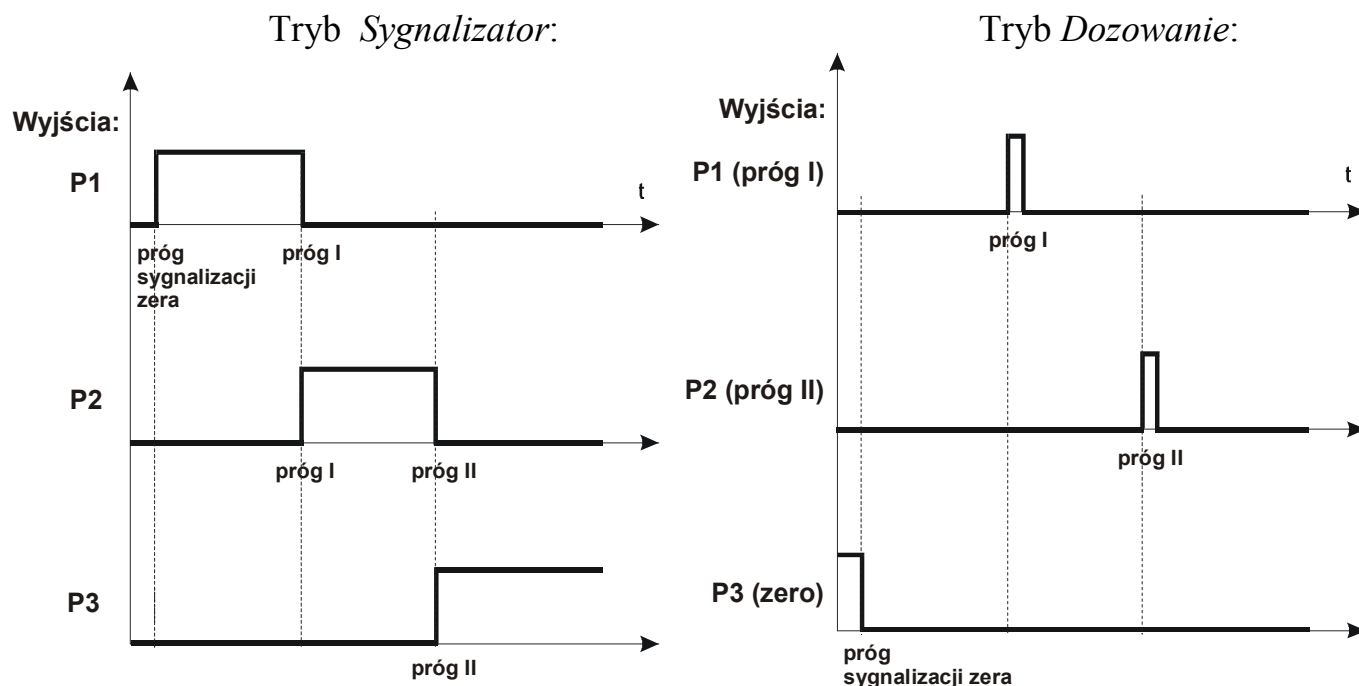 Tryb Sygnalizator:
Wyjścia:
P1
t
próg
sygnalizacji
zera
próg I
P2
próg I
próg II
P3
próg II
Tryb Dozowanie:
Wyjścia:
P1 (próg I)
t
próg I
P2 (próg II)
próg II
P3 (zero)
próg
sygnalizacji zera